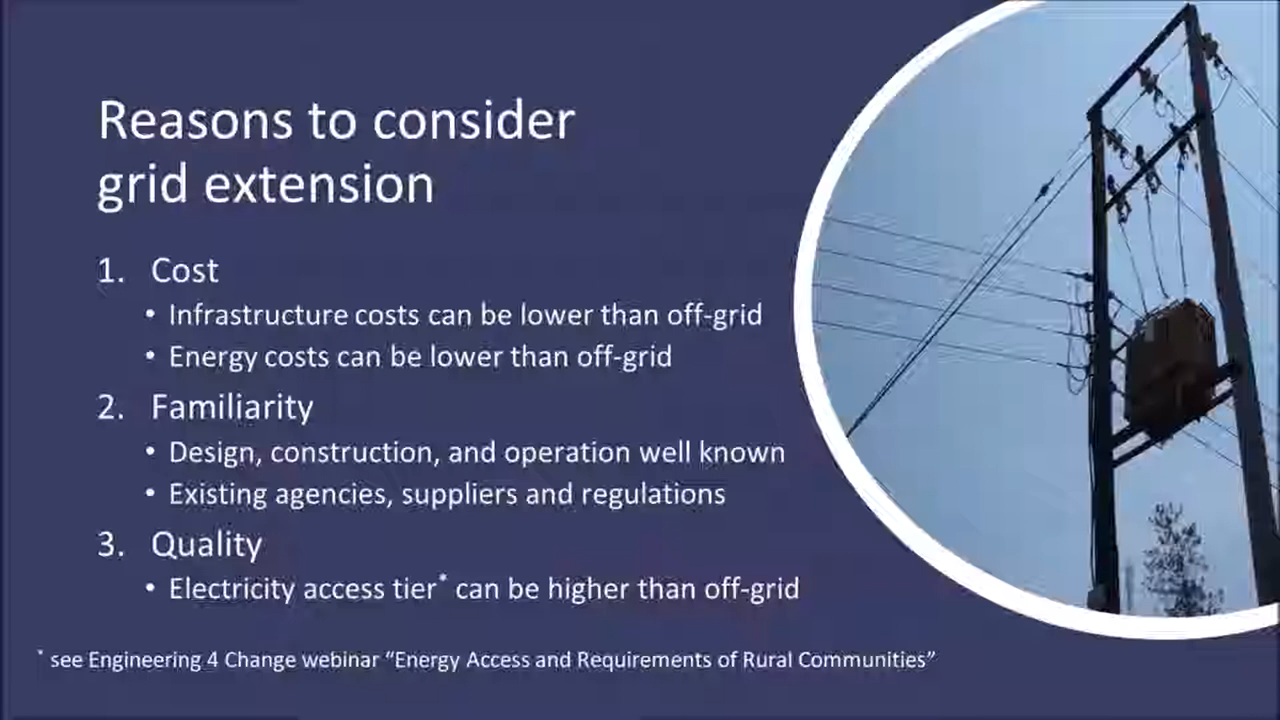 Reasons to consider
grid extension
1. Cost
• Infrastructure costs can be lower than off-grid
• Energy costs can be lower than off-grid
2. Familiarity
• Design, construction, and operation well known
• Existing agencies, suppliers and regulations
3. Quality
• Electricity access tier* can be higher than off-grid
* see Engineering 4 Change webinar “Energy Access and Requirements of Rural Communities”